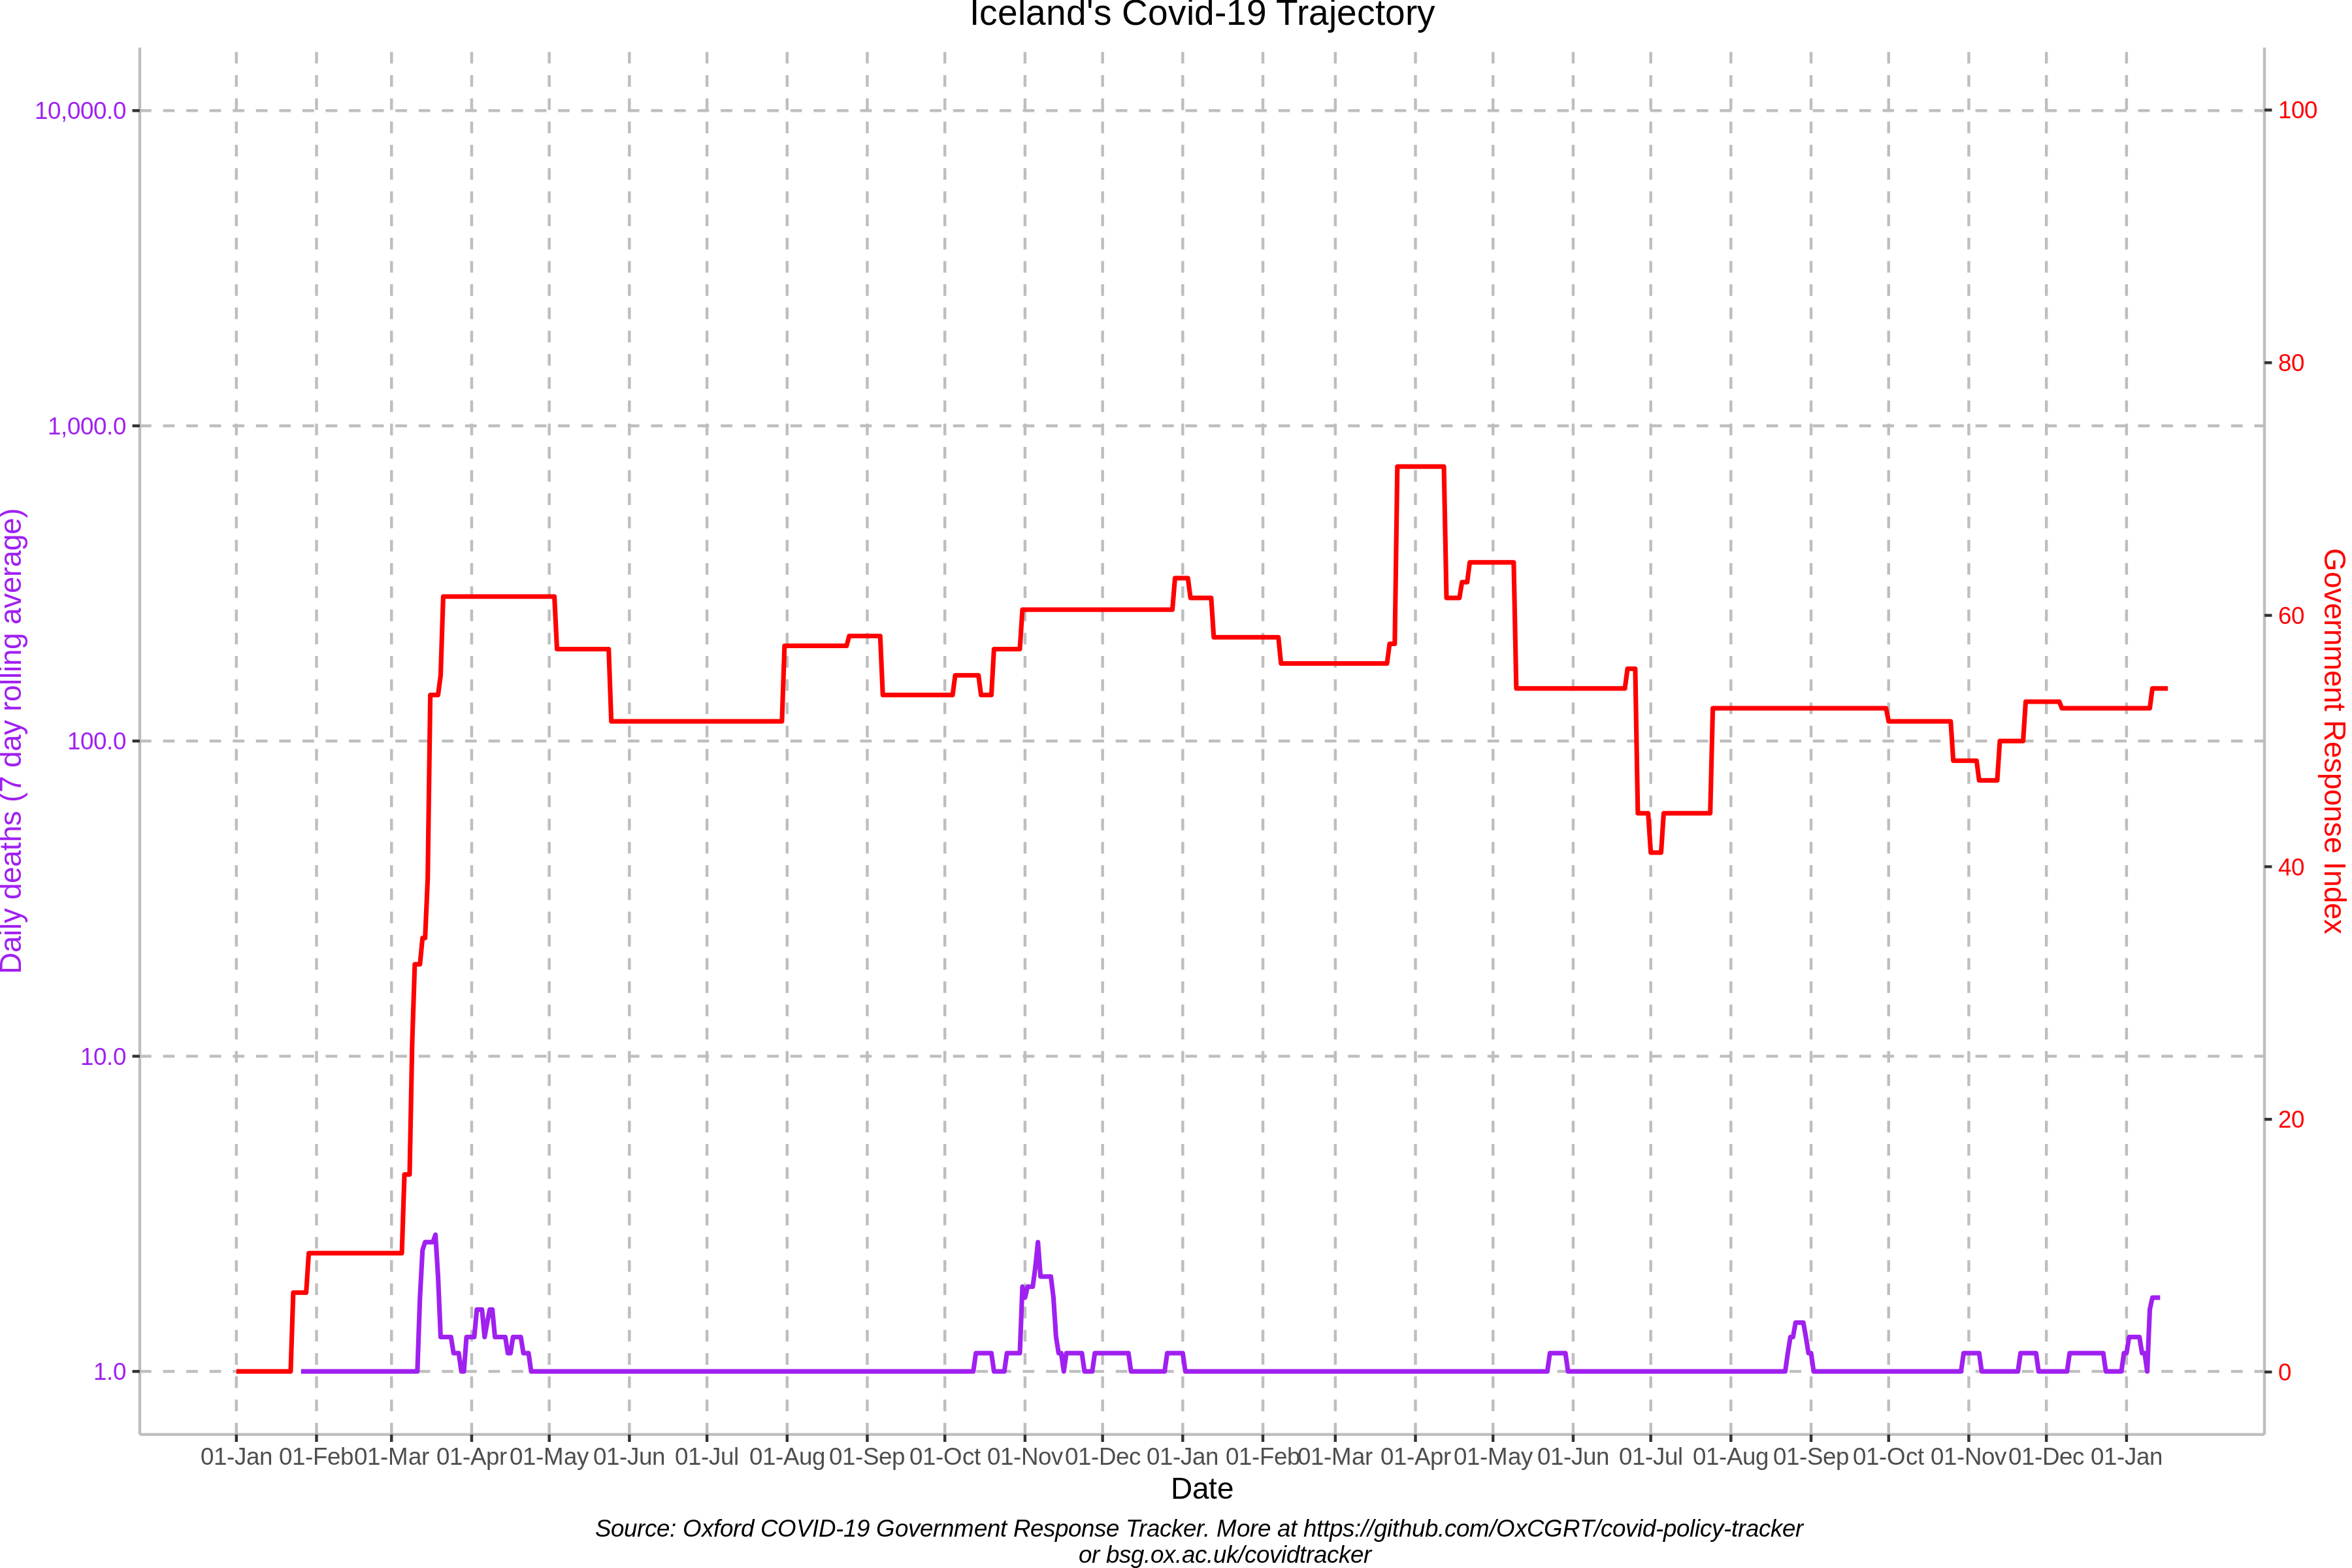 Iceland's Covid-19 Trajectory
10,000.0
1,000.0
100.0
10.0
1.0
Daily deaths (7 day rolling average)
100
80
60
40
20
0
Government Response Index
01-Jan 01-Feb 01-Mar 01-Apr 01-May 01-Jun 01-Jul 01-Aug 01-Sep 01-Oct 01-Nov 01-Dec 01-Jan 01-Feb 01-Mar 01-Apr 01-May 01-Jun 01-Jul 01-Aug 01-Sep 01-Oct 01-Nov 01-Dec 01-Jan
Date
Source: Oxford COVID-19 Government Response Tracker. More at https://github.com/OxCGRT/covid-policy-tracker
or bsg.ox.ac.uk/covidtracker